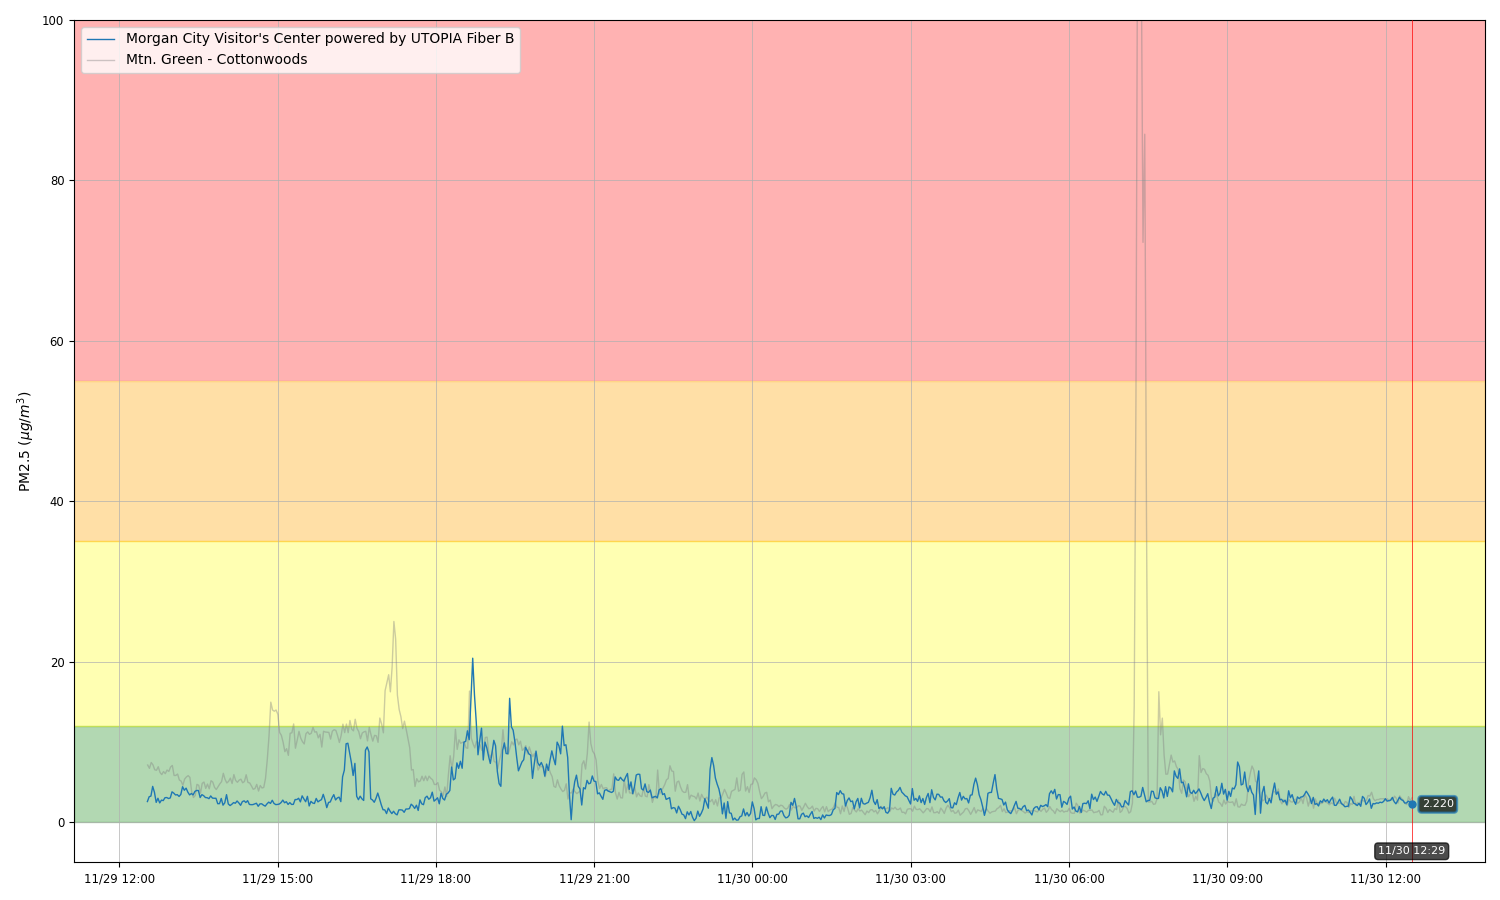 100
Morgan City Visitor's Center powered by UTOPIA Fiber B
Mtn. Green - Cottonwoods
80
60
PM2.5 (μg/m³)
40
20
2.220
0
11/30 12:29
11/29 12:00 11/29 15:00 11/29 18:00 11/29 21:00 11/30 00:00 11/30 03:00 11/30 06:00 11/30 09:00 11/30 12:00